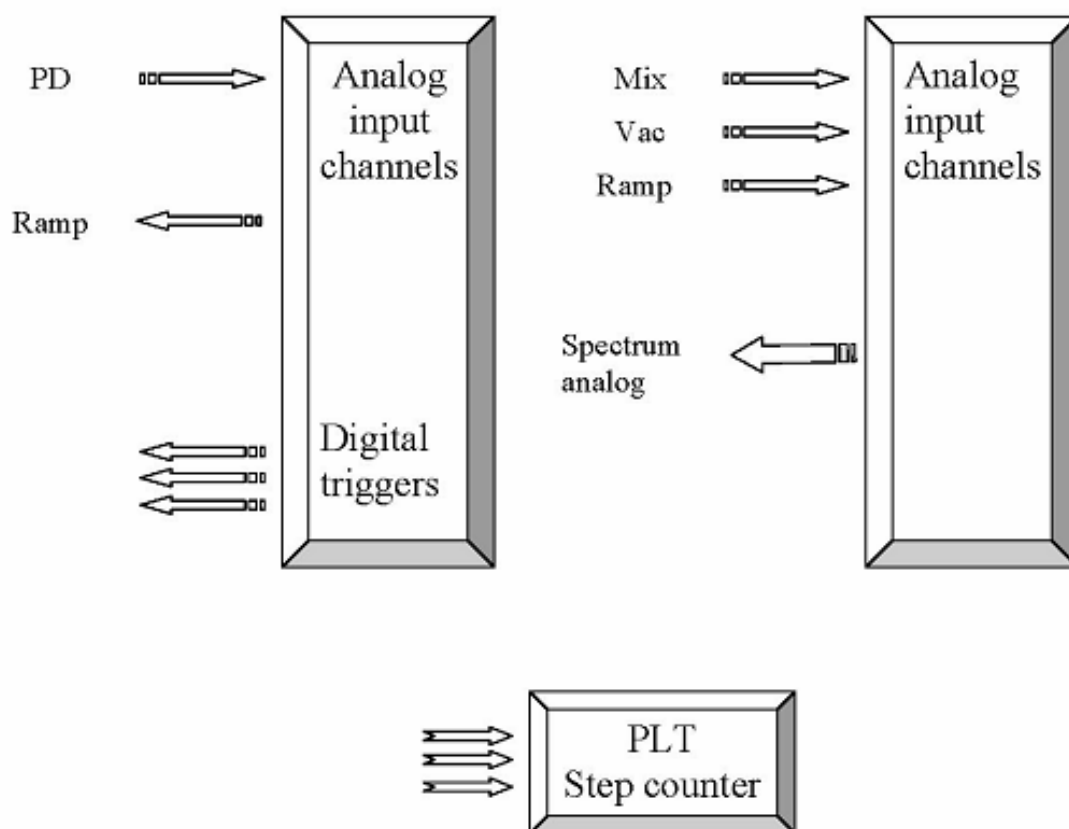 PD
Analog
input
channels
Ramp
Digital
triggers
Mix
Vac
Ramp
Analog
input
channels
Spectrum
analog
PLT
Step counter